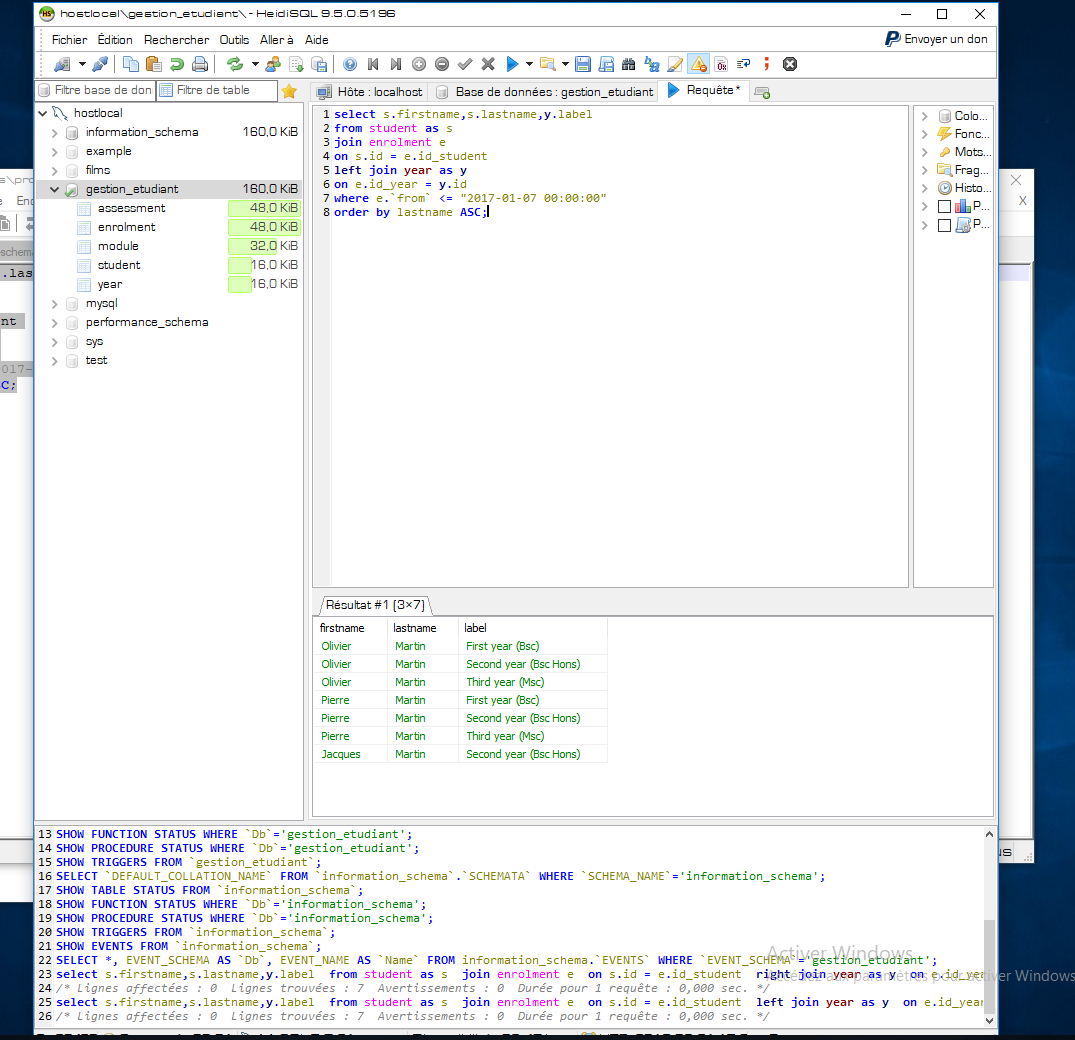 hostlocal\gestion_etudiant\ - HeidiSQL 9.5.0.5196
Fichier Édition Rechercher Outils Aller à Aide
Envoyer un don
Filtre base de don Filtre de table
Hôte : localhost Base de données : gestion_etudiant Requête*
hostlocal
information_schema 160,0 KiB
example
films
gestion_etudiant 160,0 KiB
assessment 48,0 KiB
enrolment 48,0 KiB
module 32,0 KiB
student 16,0 KiB
year 16,0 KiB
mysql
performance_schema
sys
test
1 select s.firstname,s.lastname,y.label
2 from student as s
3 join enrolment e
4 on s.id = e.id_student
5 left join year as y
6 on e.id_year = y.id
7 where e.`from` <= "2017-01-07 00:00:00"
8 order by lastname ASC;
Colo...
Fonc...
Mots...
Frag...
Histo...
P...
P...
Résultat #1 (3×7)
firstname lastname label
Olivier Martin First year (Bsc)
Olivier Martin Second year (Bsc Hons)
Olivier Martin Third year (Msc)
Pierre Martin First year (Bsc)
Pierre Martin Second year (Bsc Hons)
Pierre Martin Third year (Msc)
Jacques Martin Second year (Bsc Hons)
13 SHOW FUNCTION STATUS WHERE `Db`='gestion_etudiant';
14 SHOW PROCEDURE STATUS WHERE `Db`='gestion_etudiant';
15 SHOW TRIGGERS FROM `gestion_etudiant`;
16 SELECT `DEFAULT_COLLATION_NAME` FROM `information_schema`.`SCHEMATA` WHERE `SCHEMA_NAME`='information_schema';
17 SHOW TABLE STATUS FROM `information_schema`;
18 SHOW FUNCTION STATUS WHERE `Db`='information_schema';
19 SHOW PROCEDURE STATUS WHERE `Db`='information_schema';
20 SHOW TRIGGERS FROM `information_schema`;
21 SHOW EVENTS FROM `information_schema`;
22 SELECT *, EVENT_SCHEMA AS `Db`, EVENT_NAME AS `Name` FROM information_schema.`EVENTS` WHERE `EVENT_SCHEMA`='gestion_etudiant';
23 select s.firstname,s.lastname,y.label from student as s join enrolment e on s.id = e.id_student right join year as y on e.id_yea
24 /* Lignes affectées : 0 Lignes trouvées : 7 Avertissements : 0 Durée pour 1 requête : 0,000 sec. */
25 select s.firstname,s.lastname,y.label from student as s join enrolment e on s.id = e.id_student left join year as y on e.id_year
26 /* Lignes affectées : 0 Lignes trouvées : 7 Avertissements : 0 Durée pour 1 requête : 0,000 sec. */
Activer Windows
aux paramètres pour activer Windows
.las
nt
017-
C;